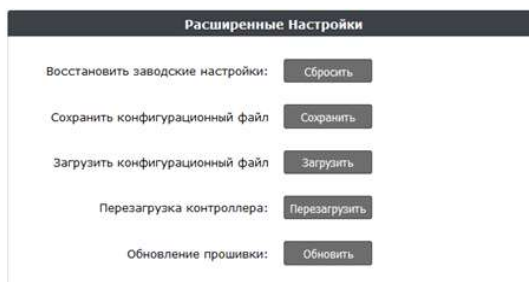 Расширенные Настройки
Восстановить заводские настройки: Сбросить
Сохранить конфигурационный файл Сохранить
Загрузить конфигурационный файл Загрузить
Перезагрузка контроллера: Перезагрузить
Обновление прошивки: Обновить